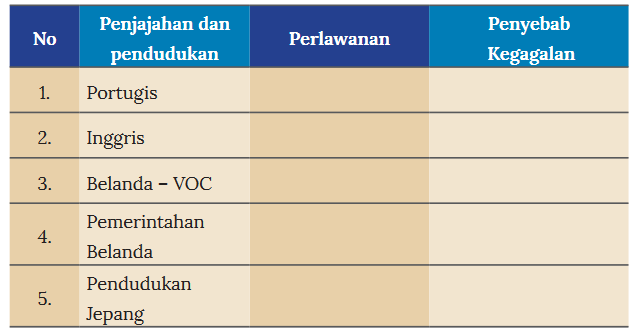 No
Penjajahan dan
pendudukan
Perlawanan
Penyebab
Kegagalan
1.
Portugis
2.
Inggris
3.
Belanda – VOC
4.
Pemerintahan
Belanda
5.
Pendudukan
Jepang